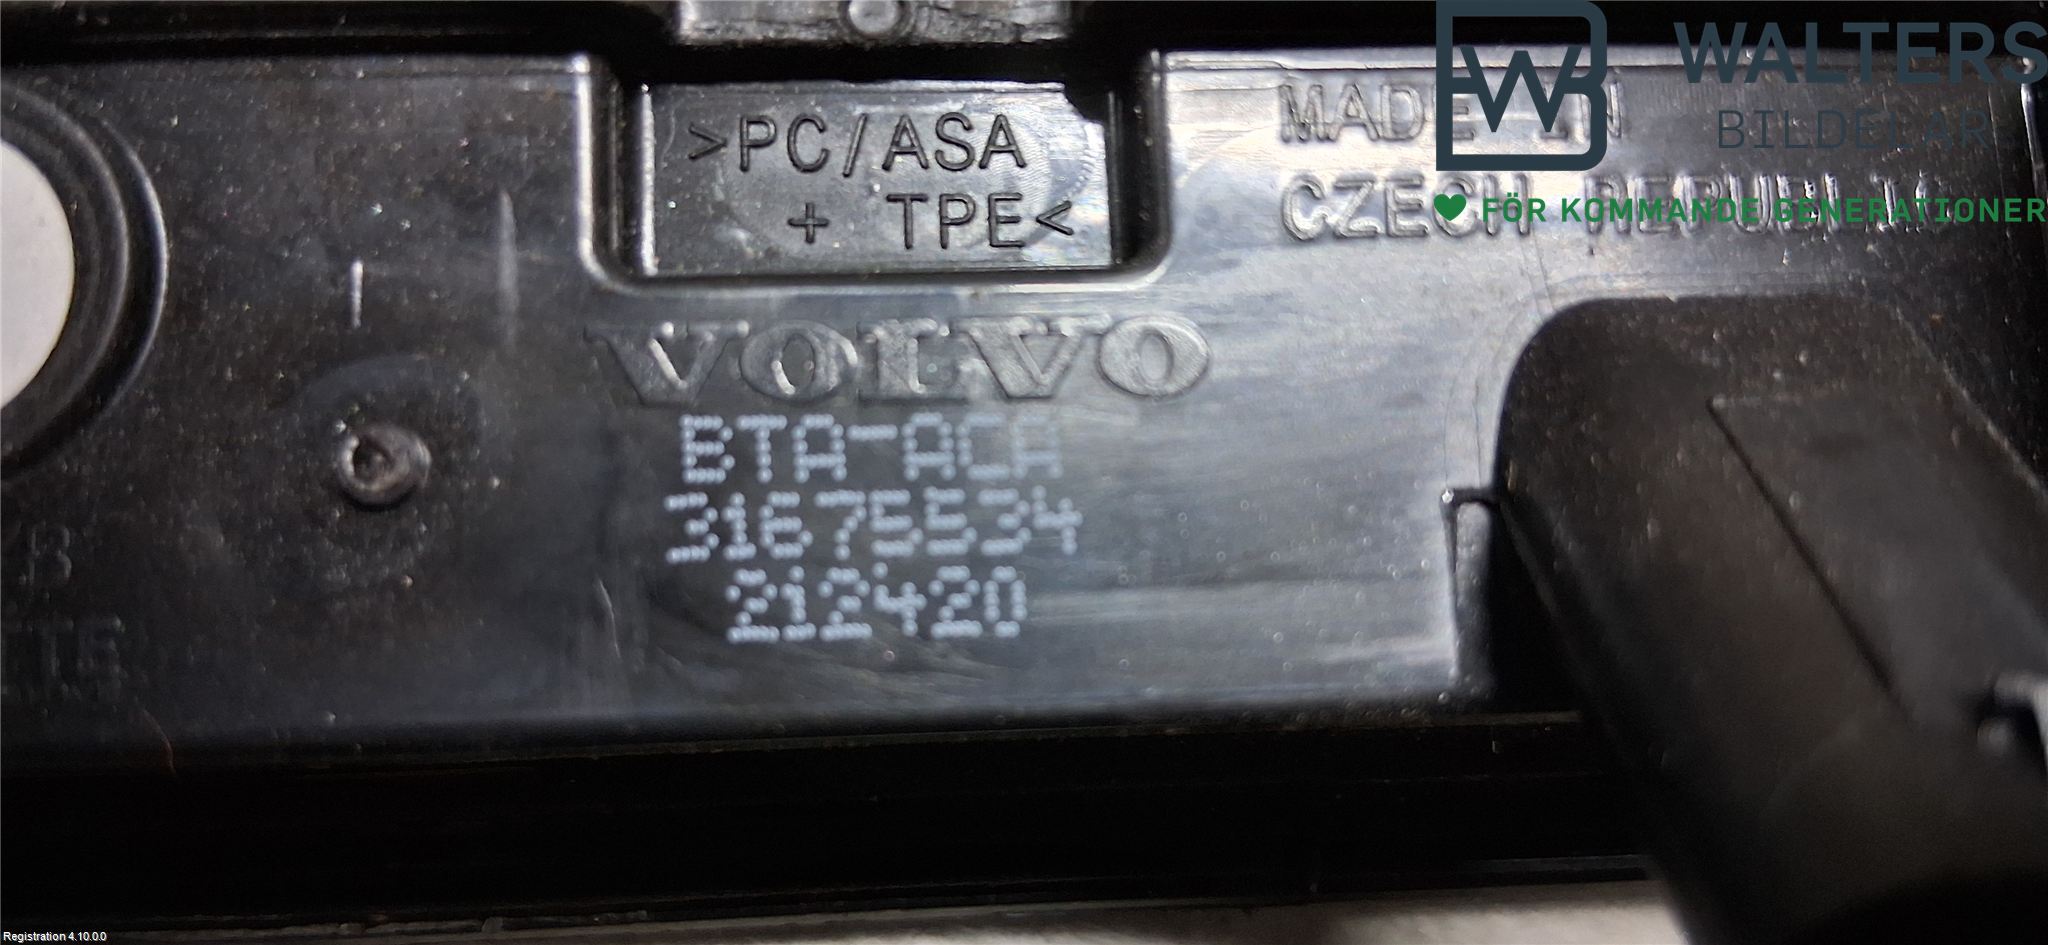 >PC/ASA
+ TPE<
MADE IN
CZECH REPUBLIC
VOLVO
BTA-ACA
31675534
212420
B
WALTERS
BILDELAR
FÖR KOMMANDE GENERATIONER
Registration 4.10.0.0